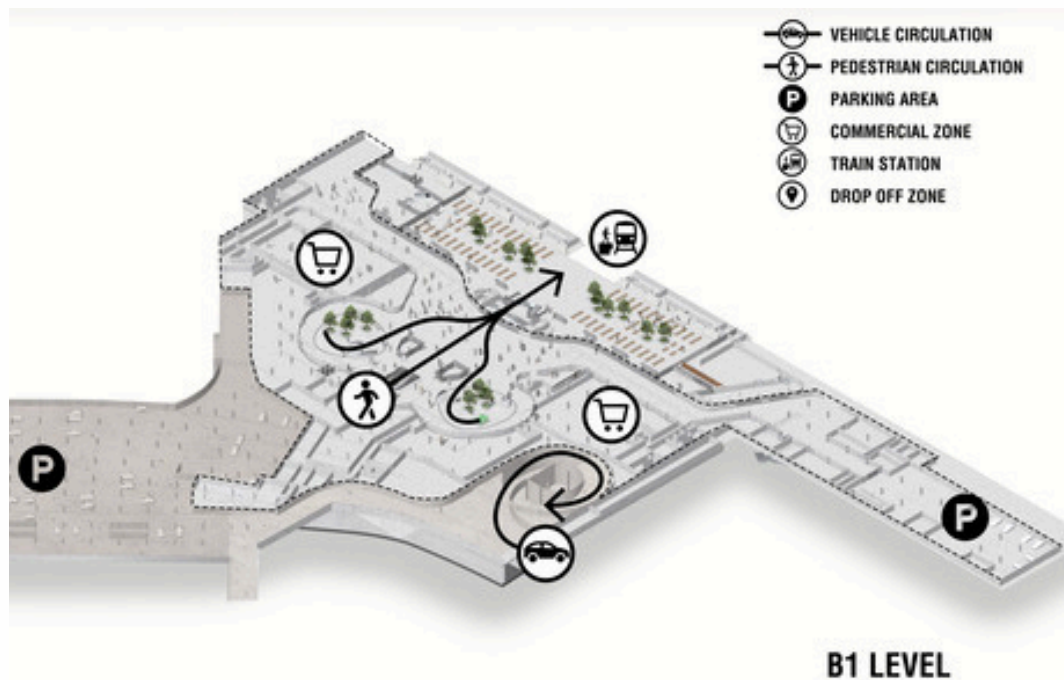 VEHICLE CIRCULATION
PEDESTRIAN CIRCULATION
P PARKING AREA
COMMERCIAL ZONE
TRAIN STATION
DROP OFF ZONE
P
P
B1 LEVEL